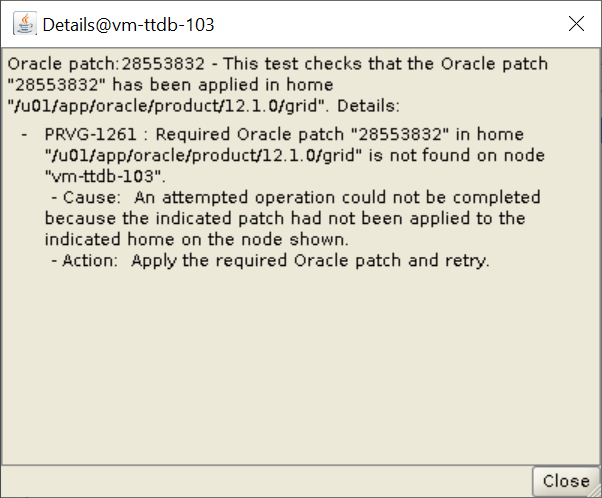 Details@vm-ttdb-103
Oracle patch:28553832 - This test checks that the Oracle patch
"28553832" has been applied in home
"/u01/app/oracle/product/12.1.0/grid". Details:
- PRVG-1261 : Required Oracle patch "28553832" in home
"/u01/app/oracle/product/12.1.0/grid" is not found on node
"vm-ttdb-103".
- Cause: An attempted operation could not be completed
because the indicated patch had not been applied to the
indicated home on the node shown.
- Action: Apply the required Oracle patch and retry.
Close